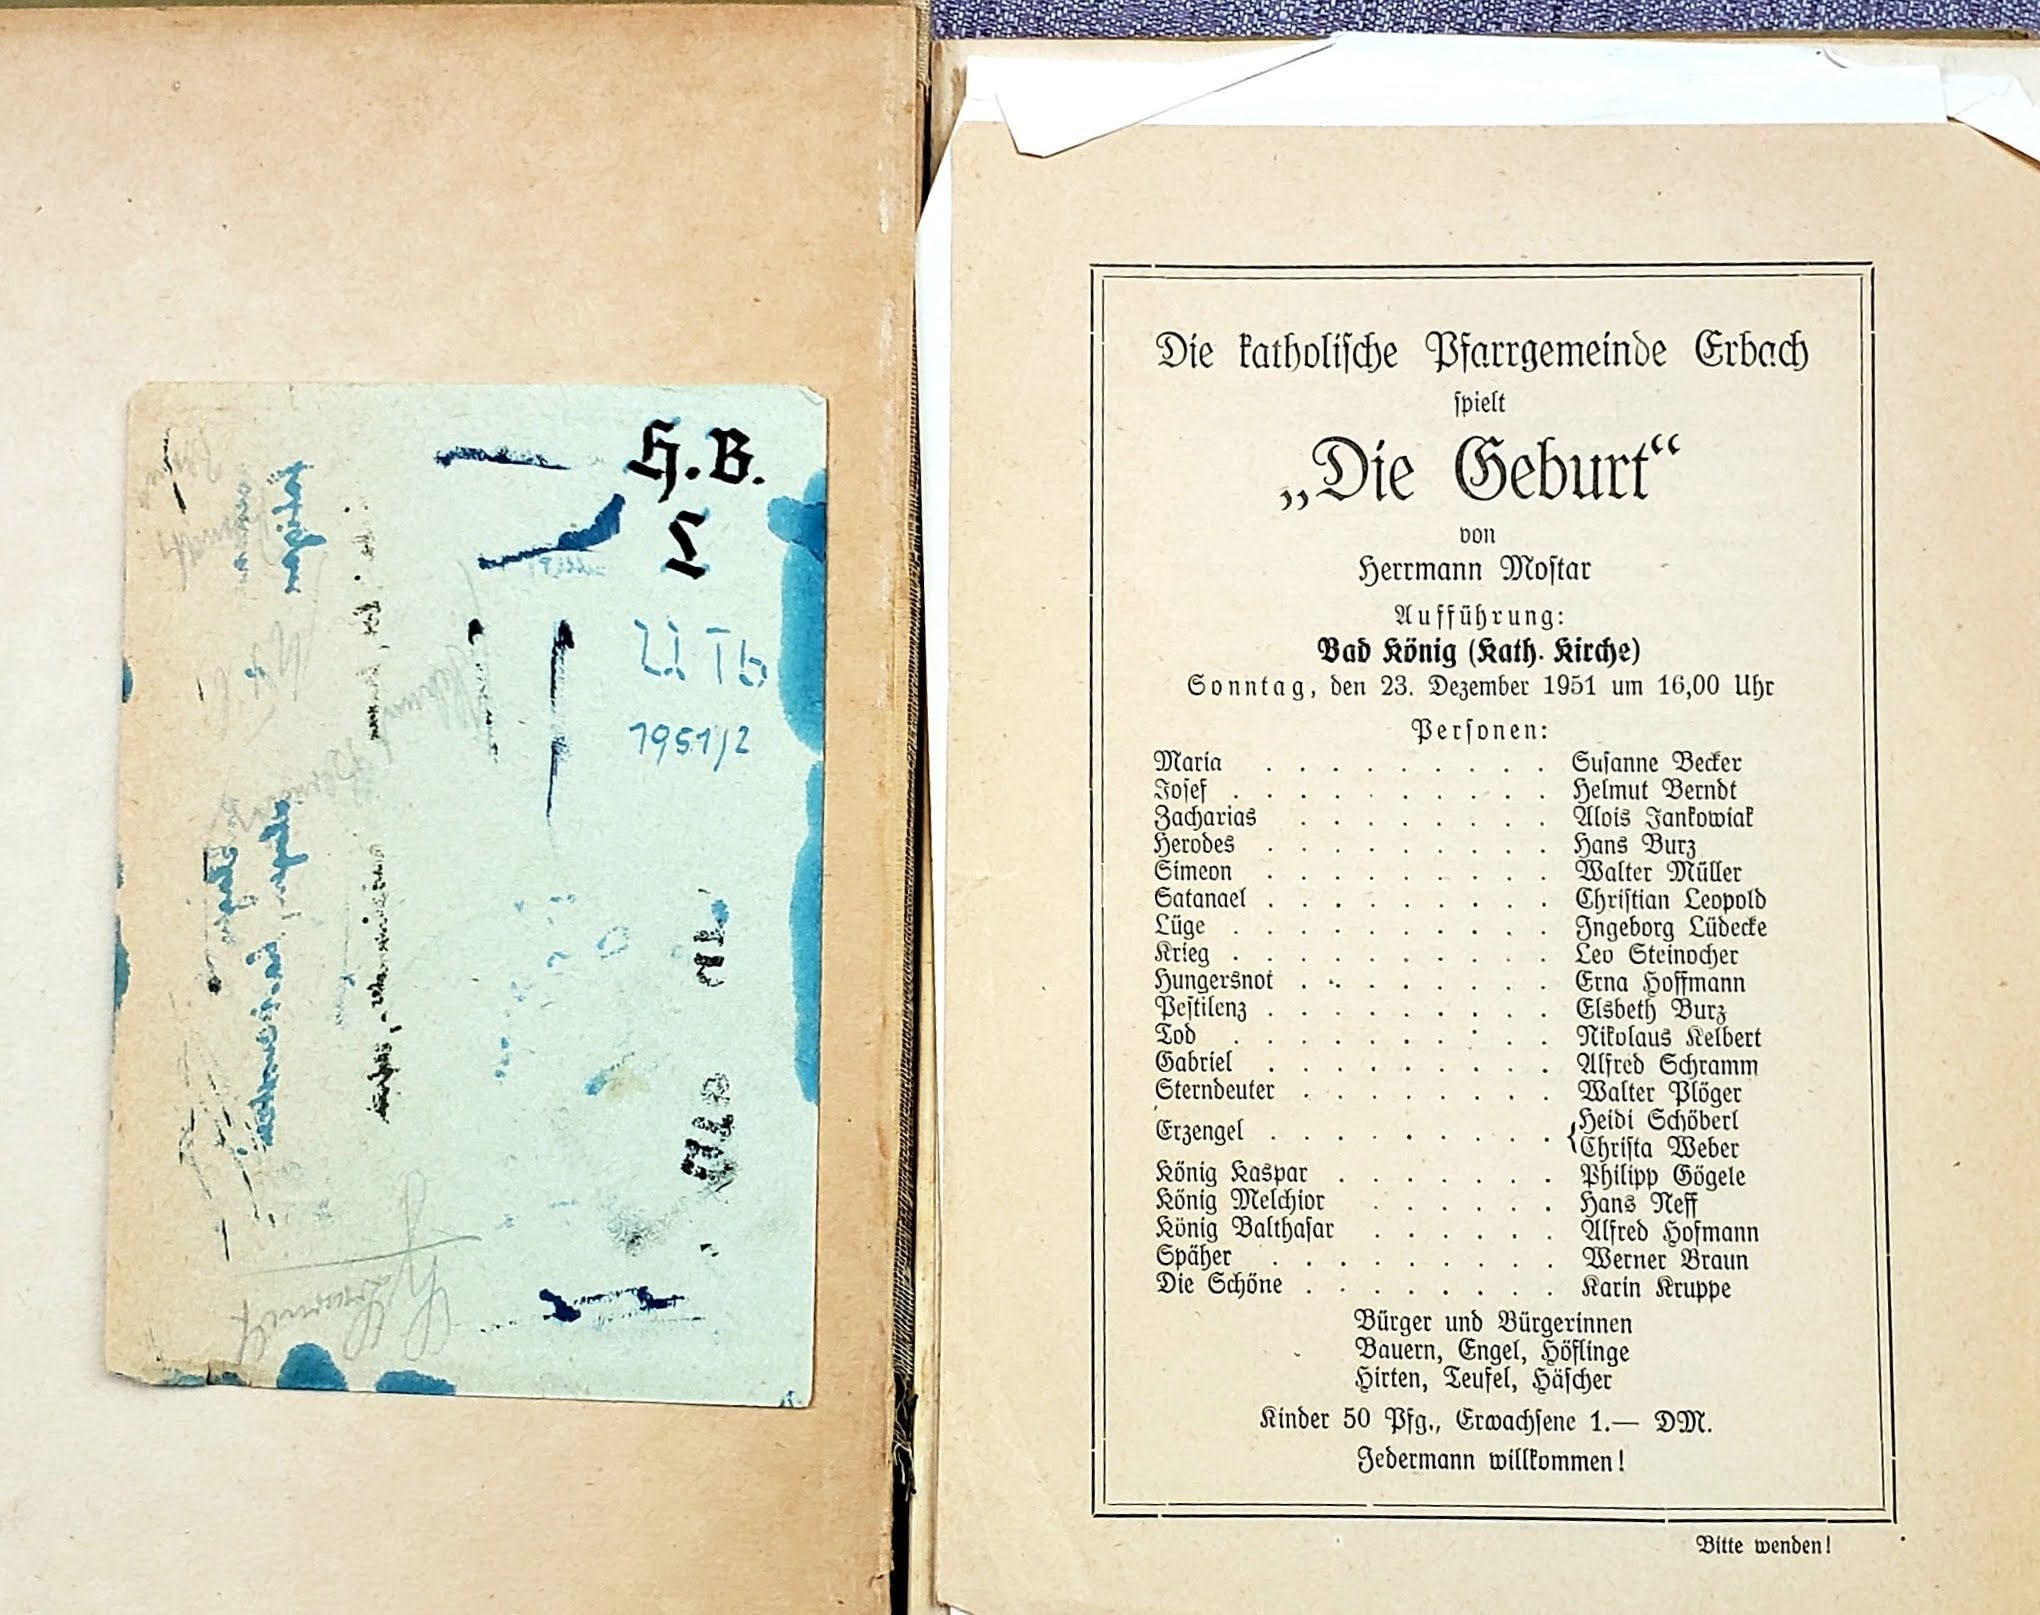 H.B.
L
1951/2
Die katholische Pfarrgemeinde Erbach
spielt
„Die Geburt“
von
Herrmann Mostar
Aufführung:
Bad König (Kath. Kirche)
Sonntag, den 23. Dezember 1951 um 16,00 Uhr
Personen:
Maria . . . . . . . . . Susanne Becker
Josef . . . . . . . . . . Helmut Berndt
Zacharias . . . . . . . . Alois Jankowiak
Herodes . . . . . . . . . Hans Burz
Simeon . . . . . . . . . Walter Müller
Satanael . . . . . . . . . Christian Leopold
Lüge . . . . . . . . . . Ingeborg Lüdecke
Krieg . . . . . . . . . . Leo Steinocher
Hungersnot . . . . . . . . Erna Hoffmann
Pestilenz . . . . . . . . . Elsbeth Burz
Tod . . . . . . . . . . Nikolaus Kelbert
Gabriel . . . . . . . . . Alfred Schramm
Sterndeuter . . . . . . . . Walter Plöger
Erzengel . . . . . . . . . {Heidi Schöberl
Christa Weber
König Kaspar . . . . . . . Philipp Gögele
König Melchior . . . . . . Hans Neff
König Balthasar . . . . . . Alfred Hofmann
Späher . . . . . . . . . Werner Braun
Die Schöne . . . . . . . . Karin Kruppe
Bürger und Bürgerinnen
Bauern, Engel, Höflinge
Hirten, Teufel, Häscher
Kinder 50 Pfg., Erwachsene 1.— DM.
Jedermann willkommen!
Bitte wenden!